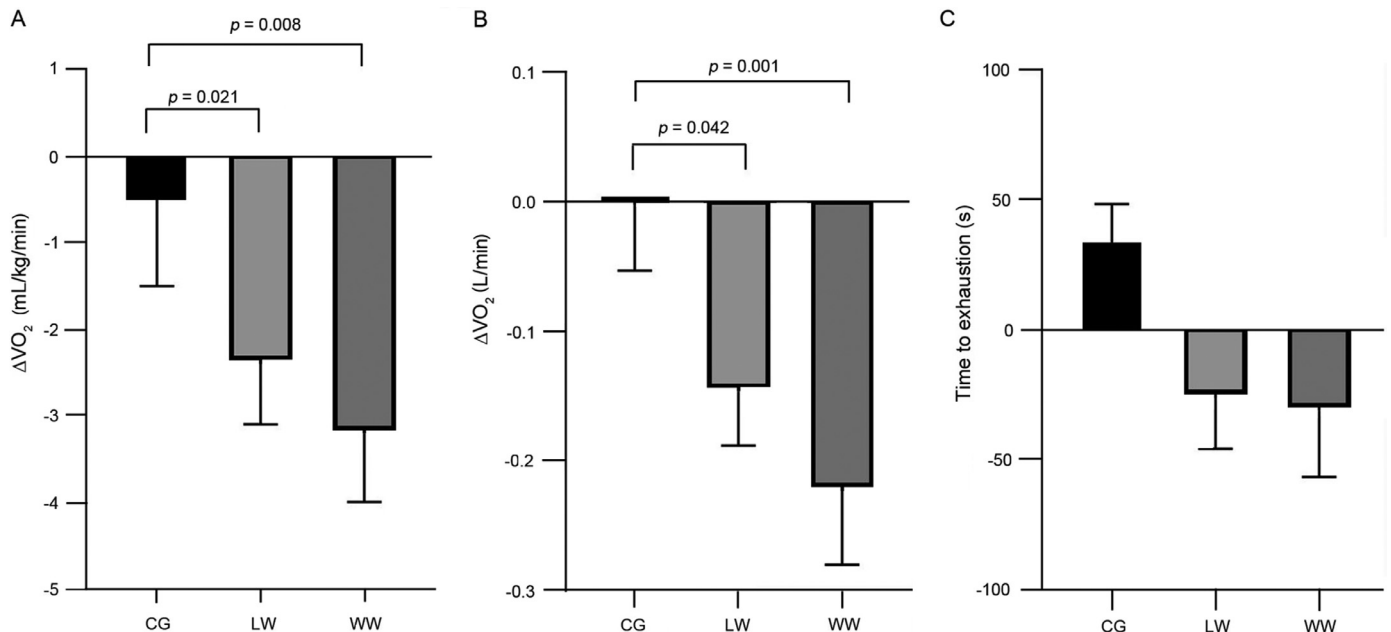 A
p = 0.008
p = 0.021
1
0
-1
-2
-3
-4
-5
ΔVO₂ (mL/kg/min)
CG LW WW
B
p = 0.001
p = 0.042
0.1
0.0
-0.1
-0.2
-0.3
ΔVO₂ (L/min)
CG LW WW
C
100
50
0
-50
-100
Time to exhaustion (s)
CG LW WW